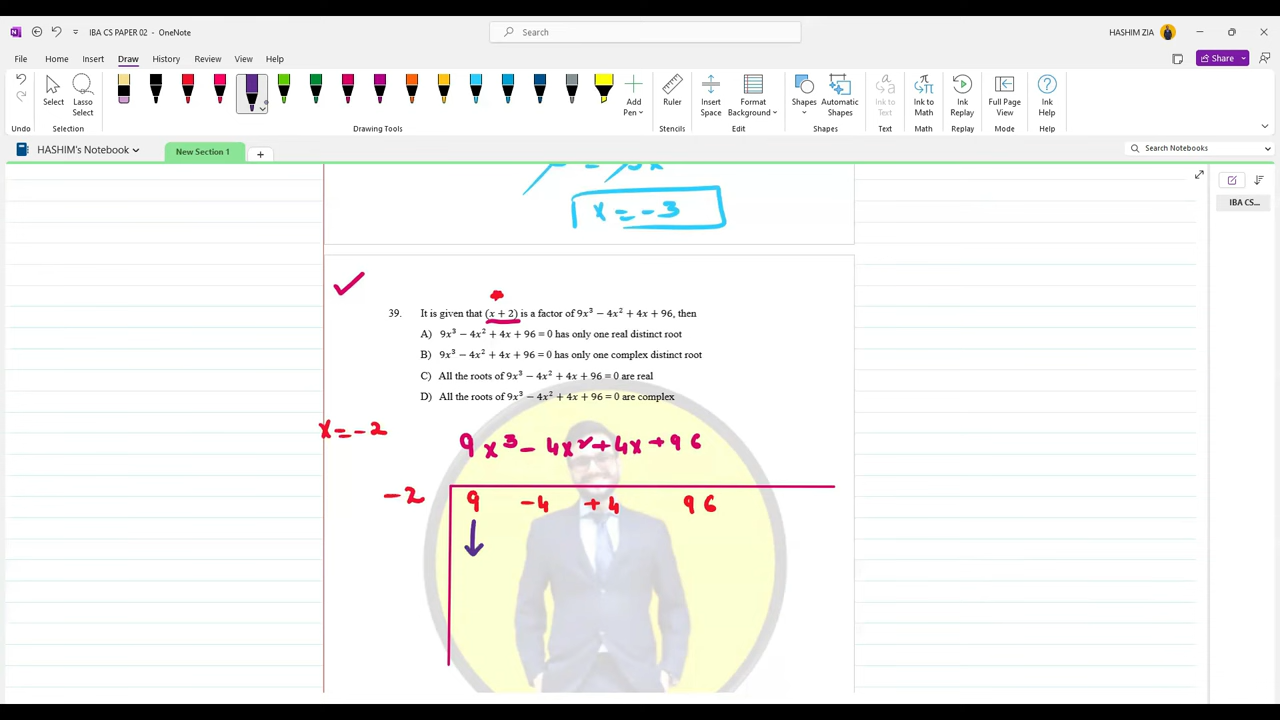 IBA CS PAPER 02 - OneNote
Search
HASHIM ZIA
File Home Insert Draw History Review View Help
Share
Select
Lasso Select
Add Pen
Ruler
Insert Space
Format Background
Shapes
Automatic Shapes
Ink to Text
Ink to Math
Ink Replay
Full Page View
Ink Help
Undo Selection Drawing Tools Stencils Edit Shapes Text Math Replay Mode Help
HASHIM's Notebook New Section 1 + Search Notebooks
IBA CS...
x = -3
39. It is given that (x + 2) is a factor of 9x³ − 4x² + 4x + 96, then
A) 9x³ − 4x² + 4x + 96 = 0 has only one real distinct root
B) 9x³ − 4x² + 4x + 96 = 0 has only one complex distinct root
C) All the roots of 9x³ − 4x² + 4x + 96 = 0 are real
D) All the roots of 9x³ − 4x² + 4x + 96 = 0 are complex
x = -2
9x³ - 4x² + 4x + 96
-2 9 -4 +4 96